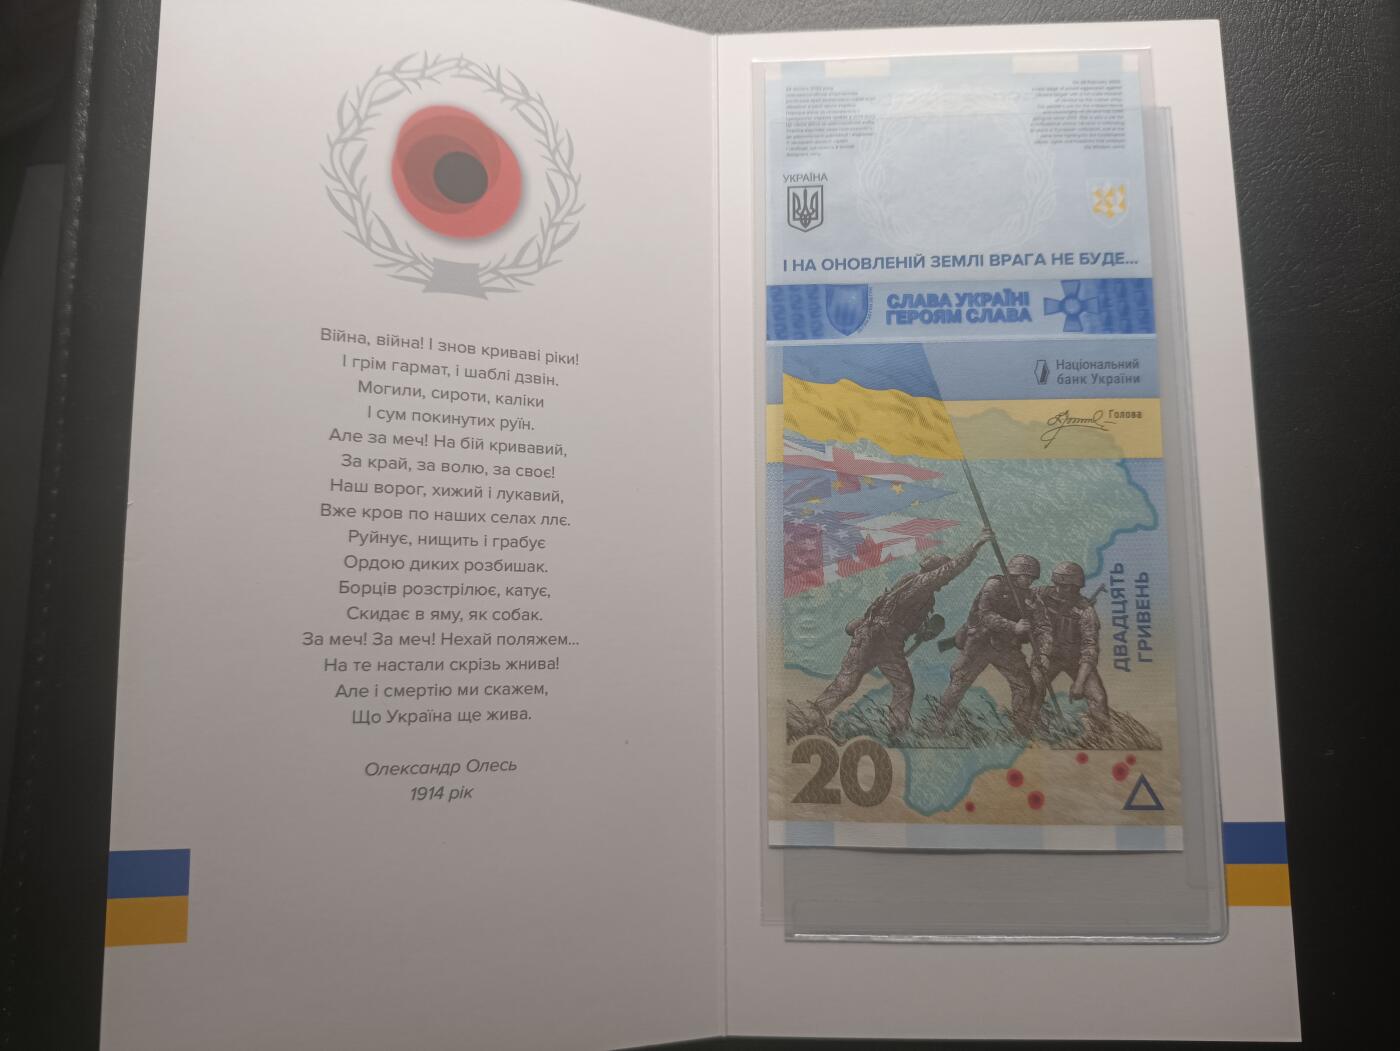 Війна, війна! І знов криваві ріки!
І грім гармат, і шаблі дзвін.
Могили, сироти, каліки
І сум покинутих руїн.
Але за меч! На бій кривавий,
За край, за волю, за своє!
Наш ворог, хижий і лукавий,
Вже кров по наших селах ллє.
Руйнує, нищить і грабує
Ордою диких розбишак.
Борців розстрілює, катує,
Скидає в яму, як собак.
За меч! За меч! Нехай поляжем...
На те настали скрізь жнива!
Але і смертію ми скажем,
Що Україна ще жива.
Олександр Олесь
1914 рік
УКРАЇНА
І НА ОНОВЛЕНІЙ ЗЕМЛІ ВРАГА НЕ БУДЕ...
СЛАВА УКРАЇНІ
ГЕРОЯМ СЛАВА
Національний
банк України
Голова
ДВАДЦЯТЬ
ГРИВЕНЬ
20